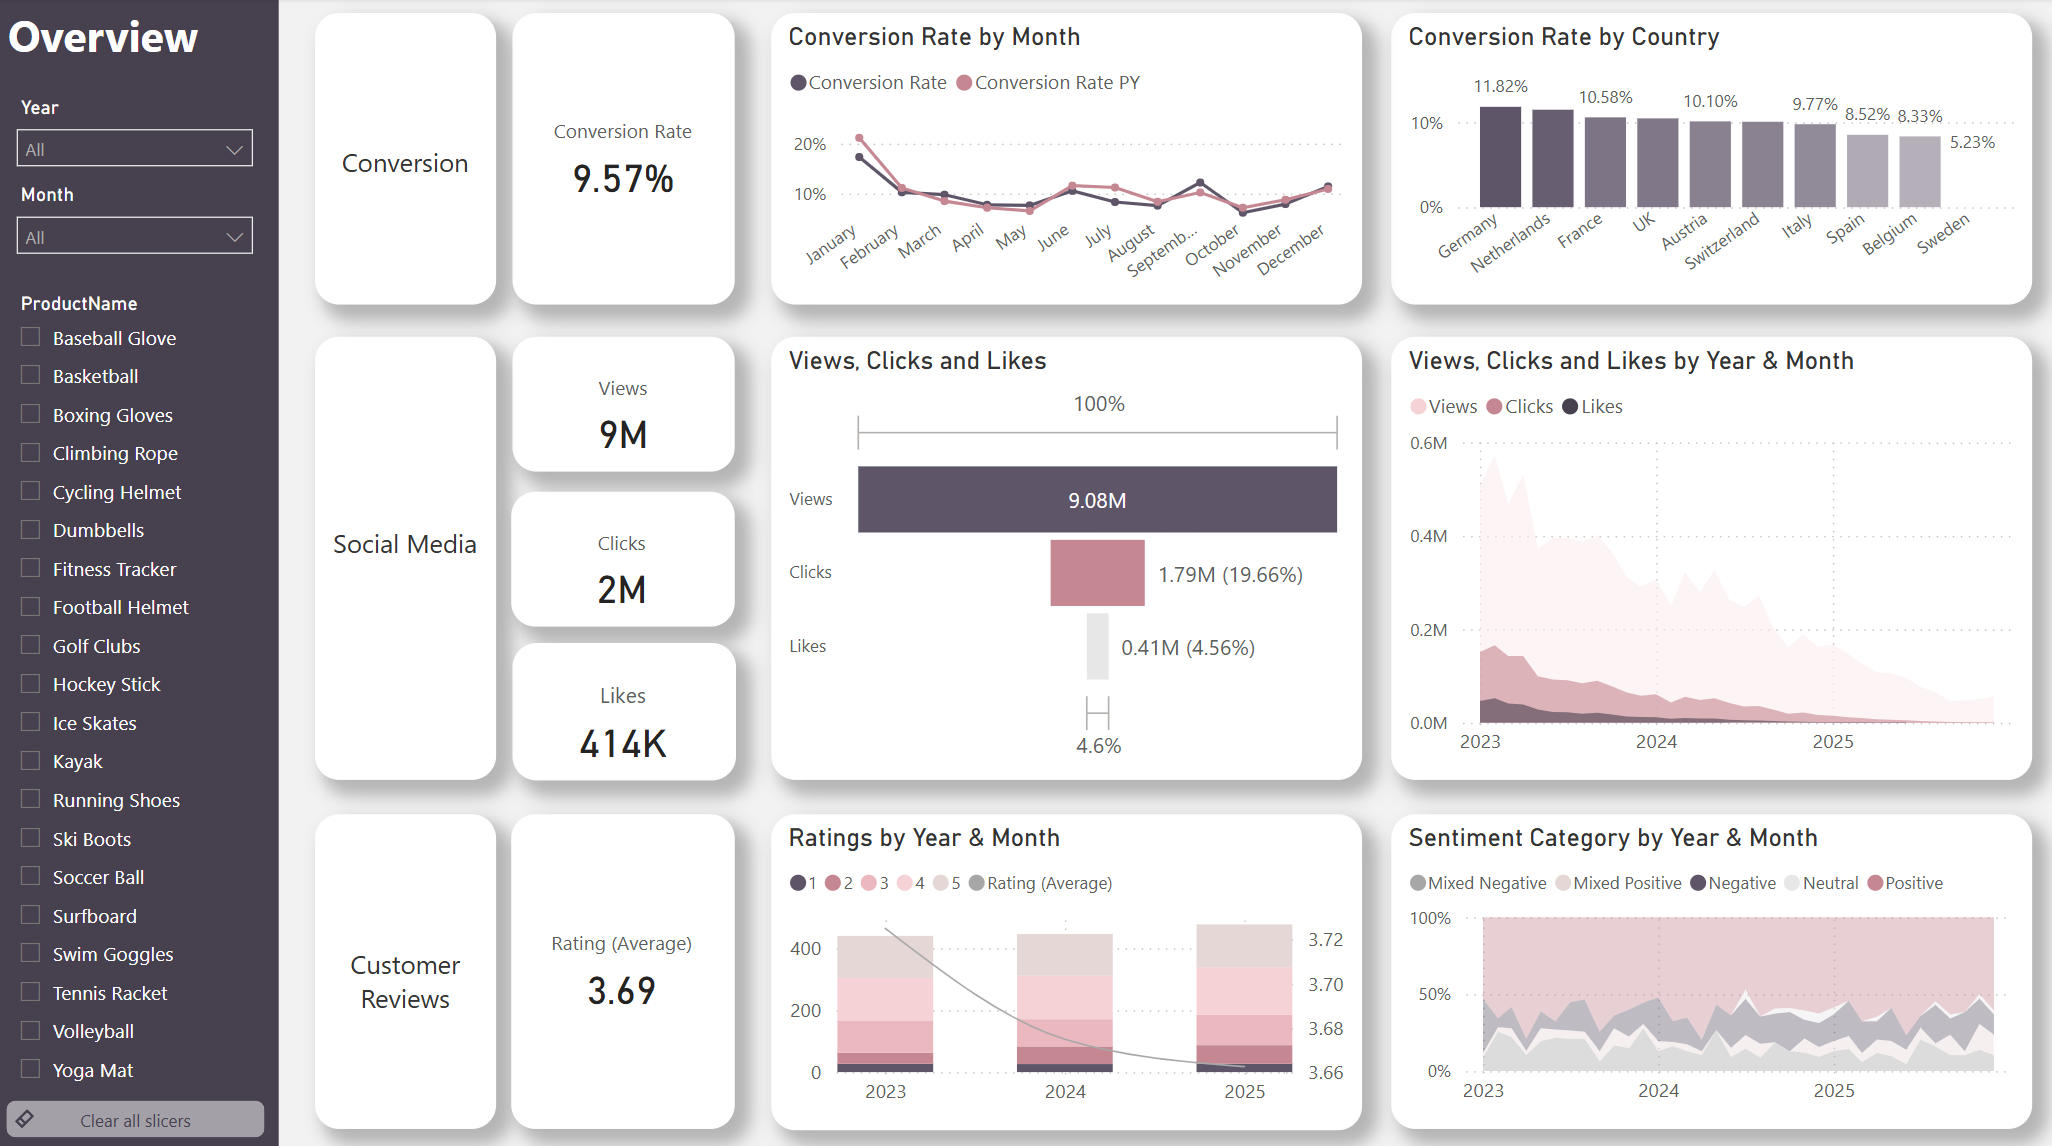 Overview
Year
All
Month
All
ProductName
Baseball Glove
Basketball
Boxing Gloves
Climbing Rope
Cycling Helmet
Dumbbells
Fitness Tracker
Football Helmet
Golf Clubs
Hockey Stick
Ice Skates
Kayak
Running Shoes
Ski Boots
Soccer Ball
Surfboard
Swim Goggles
Tennis Racket
Volleyball
Yoga Mat
Clear all slicers
Conversion
Conversion Rate
9.57%
Conversion Rate by Month
Conversion Rate Conversion Rate PY
20%
10%
January February March April May June July August Septemb... October November December
Conversion Rate by Country
11.82% 10.58% 10.10% 9.77% 8.52% 8.33% 5.23%
10%
0%
Germany Netherlands France UK Austria Switzerland Italy Spain Belgium Sweden
Social Media
Views
9M
Clicks
2M
Likes
414K
Views, Clicks and Likes
100%
Views 9.08M
Clicks 1.79M (19.66%)
Likes 0.41M (4.56%)
4.6%
Views, Clicks and Likes by Year & Month
Views Clicks Likes
0.6M
0.4M
0.2M
0.0M
2023 2024 2025
Customer
Reviews
Rating (Average)
3.69
Ratings by Year & Month
1 2 3 4 5 Rating (Average)
400 3.72
3.70
200 3.68
0 3.66
2023 2024 2025
Sentiment Category by Year & Month
Mixed Negative Mixed Positive Negative Neutral Positive
100%
50%
0%
2023 2024 2025